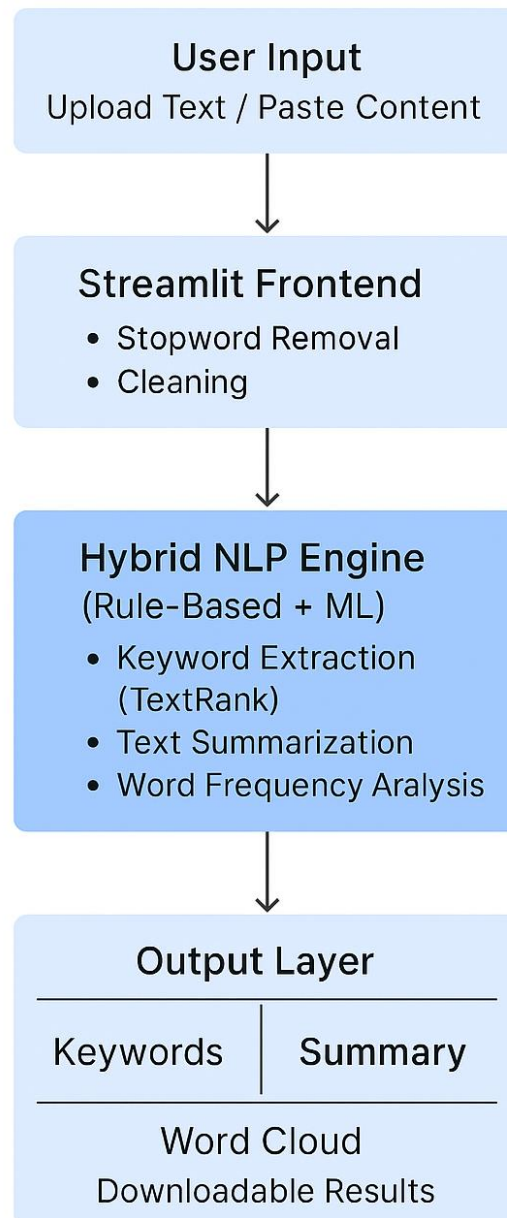 User Input
Upload Text / Paste Content
Streamlit Frontend
• Stopword Removal
• Cleaning
Hybrid NLP Engine
(Rule-Based + ML)
• Keyword Extraction
(TextRank)
• Text Summarization
• Word Frequency Aralysis
Output Layer
Keywords | Summary
Word Cloud
Downloadable Results